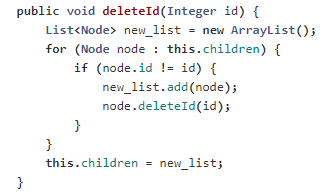 public void deleteId(Integer id) {
    List<Node> new_list = new ArrayList();
    for (Node node : this.children) {
        if (node.id != id) {
            new_list.add(node);
            node.deleteId(id);
        }
    }
    this.children = new_list;
}